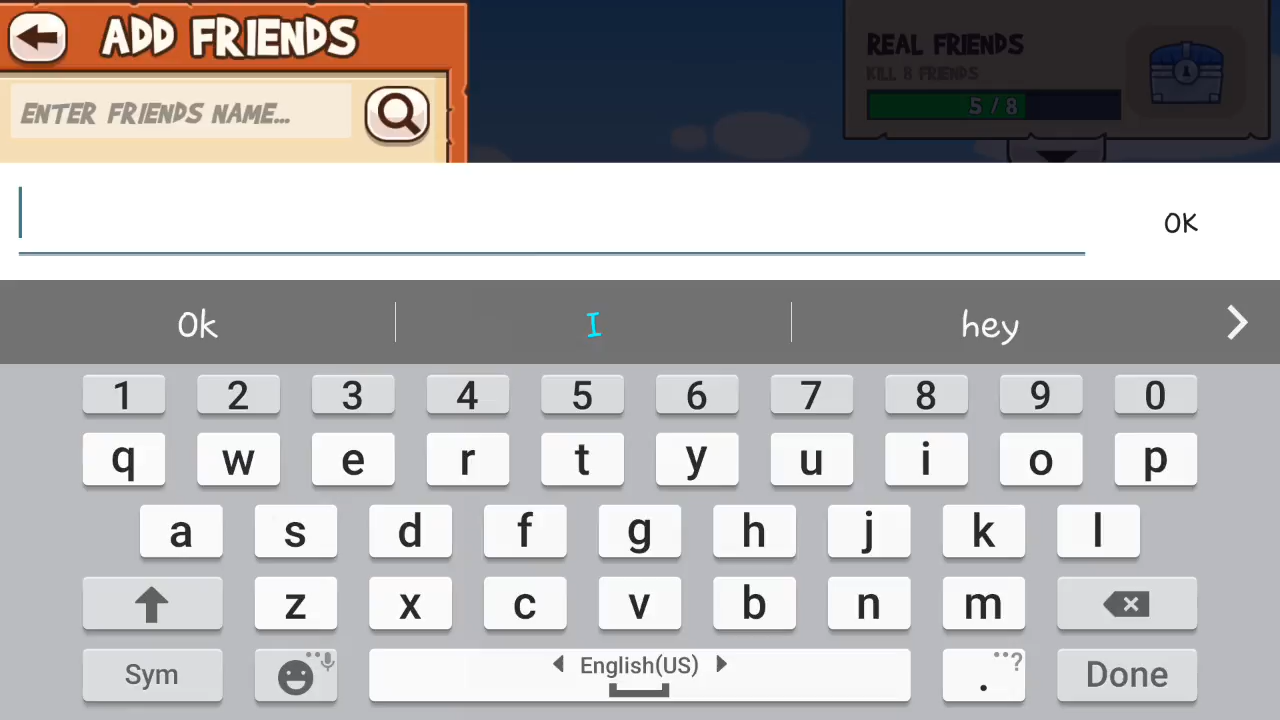 ADD FRIENDS
REAL FRIENDS
KILL 8 FRIENDS
5 / 8
ENTER FRIENDS NAME...
OK
Ok I hey
1 2 3 4 5 6 7 8 9 0
q w e r t y u i o p
a s d f g h j k l
z x c v b n m
Sym English(US) . ? Done